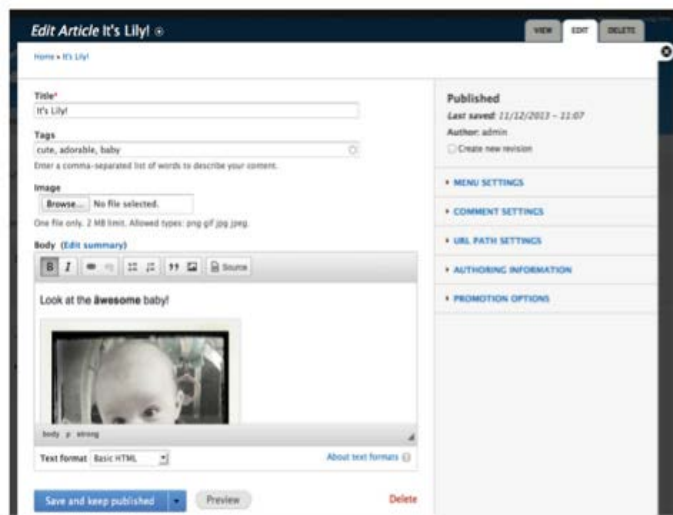 Edit Article It's Lily!
VIEW EDIT DELETE
Home » It's Lily!
Title*
It's Lily!
Tags
cute, adorable, baby
Enter a comma-separated list of words to describe your content.
Image
Browse... No file selected.
One file only. 2 MB limit. Allowed types: png gif jpg jpeg.
Body (Edit summary)
B I Source
Look at the awesome baby!
body p strong
Text format Basic HTML
About text formats
Save and keep published
Preview
Delete
Published
Last saved: 11/12/2013 - 11:07
Author: admin
Create new revision
MENU SETTINGS
COMMENT SETTINGS
URL PATH SETTINGS
AUTHORING INFORMATION
PROMOTION OPTIONS